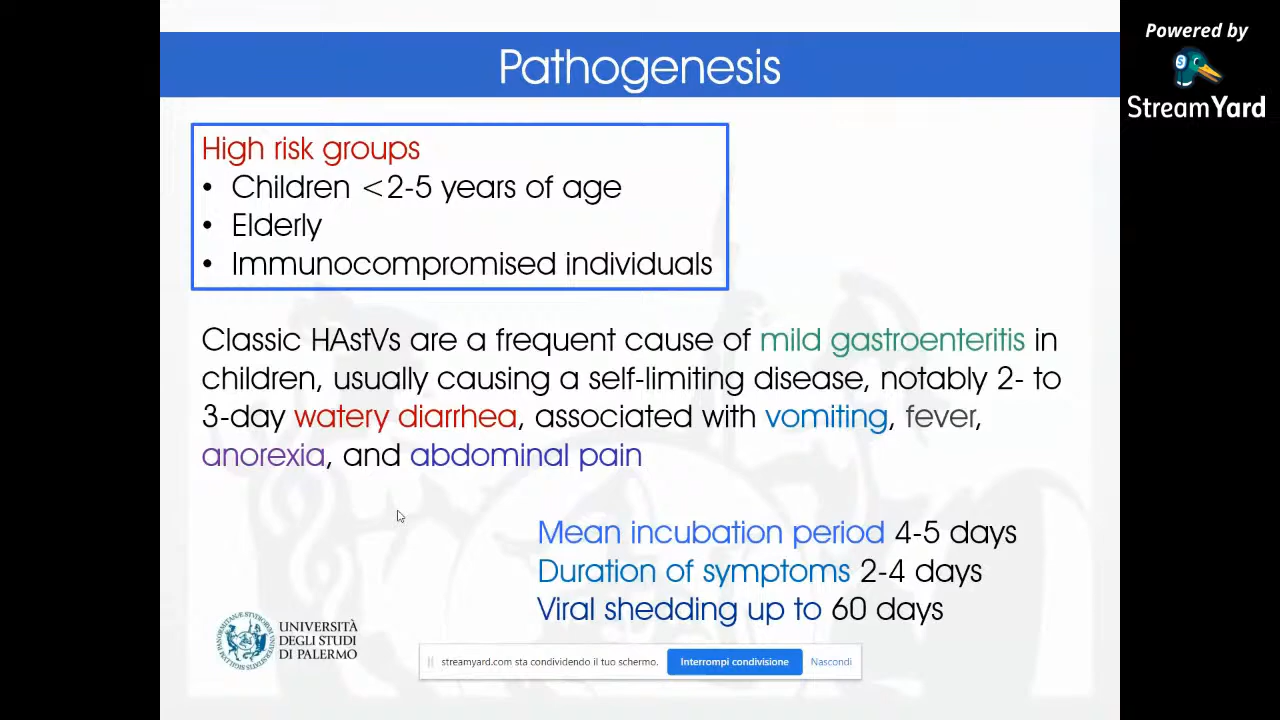 Pathogenesis
Powered by
StreamYard
High risk groups
• Children <2-5 years of age
• Elderly
• Immunocompromised individuals
Classic HAstVs are a frequent cause of mild gastroenteritis in
children, usually causing a self-limiting disease, notably 2- to
3-day watery diarrhea, associated with vomiting, fever,
anorexia, and abdominal pain
Mean incubation period 4-5 days
Duration of symptoms 2-4 days
Viral shedding up to 60 days
UNIVERSITÀ
DEGLI STUDI
DI PALERMO
streamyard.com sta condividendo il tuo schermo.
Interrompi condivisione
Nascondi